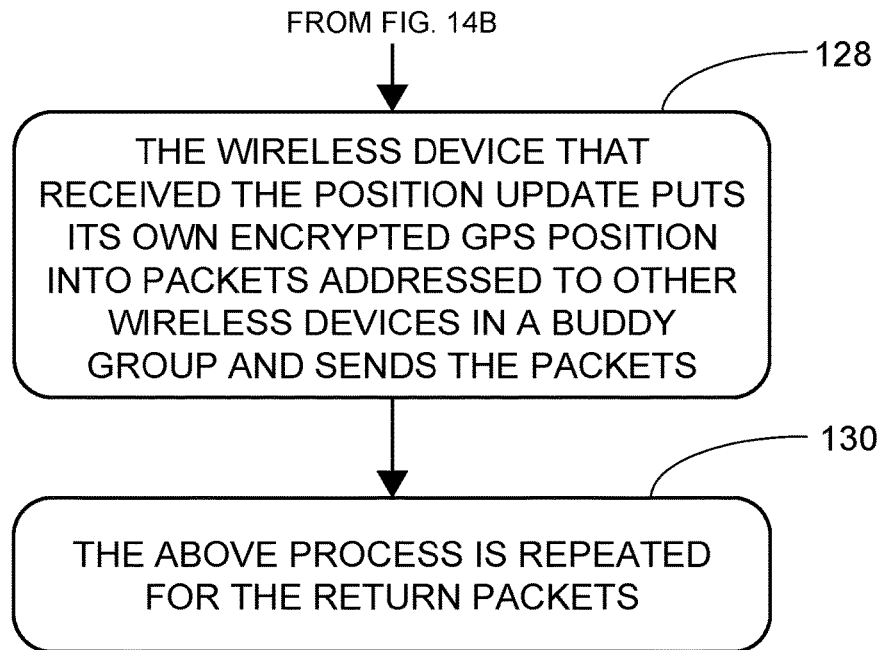 FROM FIG. 14B
128
THE WIRELESS DEVICE THAT
RECEIVED THE POSITION UPDATE PUTS
ITS OWN ENCRYPTED GPS POSITION
INTO PACKETS ADDRESSED TO OTHER
WIRELESS DEVICES IN A BUDDY
GROUP AND SENDS THE PACKETS
130
THE ABOVE PROCESS IS REPEATED
FOR THE RETURN PACKETS